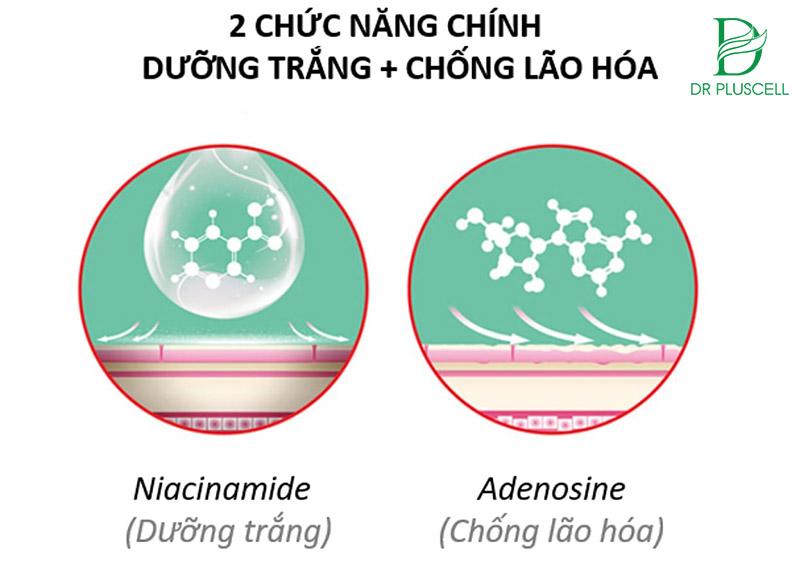 2 CHỨC NĂNG CHÍNH
DƯỠNG TRẮNG + CHỐNG LÃO HÓA
DR PLUSCELL
Niacinamide
(Dưỡng trắng)
Adenosine
(Chống lão hóa)